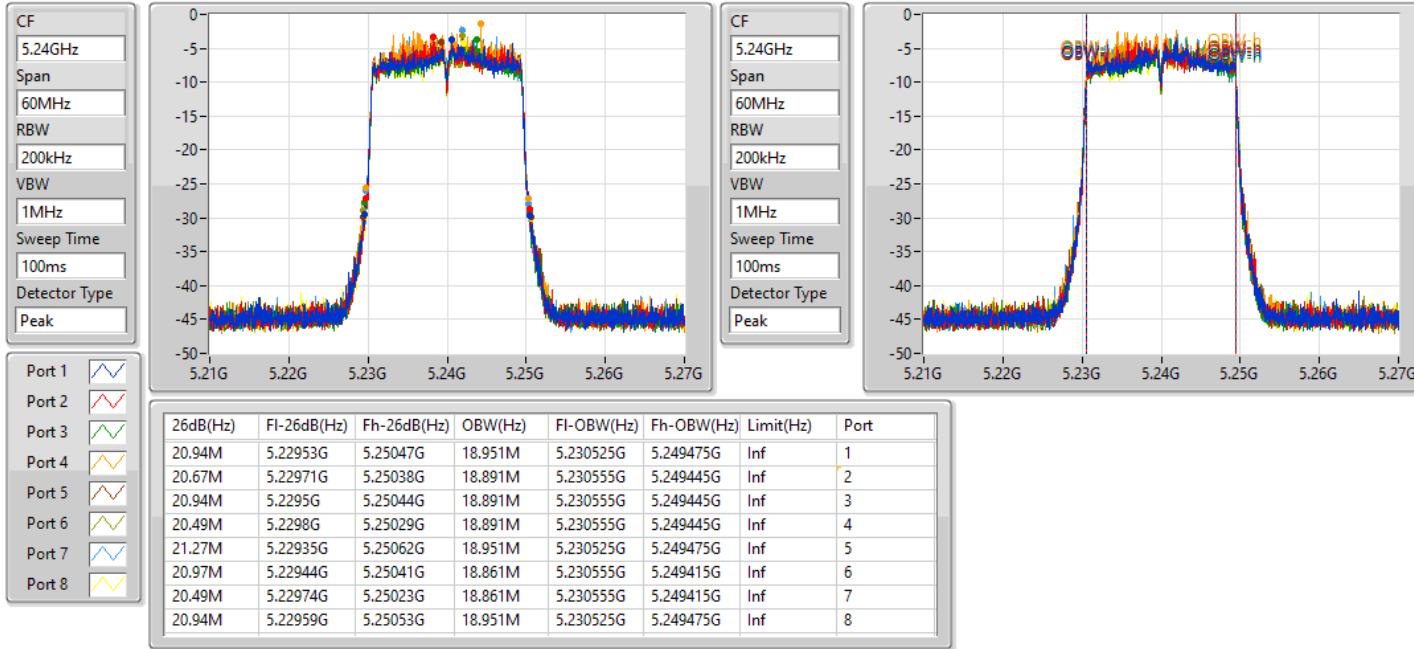 CF
5.24GHz
Span
60MHz
RBW
200kHz
VBW
1MHz
Sweep Time
100ms
Detector Type
Peak
0-
-5-
-10-
-15-
-20-
-25-
-30-
-35-
-40-
-45-
-50-
5.21G 5.22G 5.23G 5.24G 5.25G 5.26G 5.27G
CF
5.24GHz
Span
60MHz
RBW
200kHz
VBW
1MHz
Sweep Time
100ms
Detector Type
Peak
0-
-5-
-10-
-15-
-20-
-25-
-30-
-35-
-40-
-45-
-50-
OBW-h
5.21G 5.22G 5.23G 5.24G 5.25G 5.26G 5.27G
Port 1
Port 2
Port 3
Port 4
Port 5
Port 6
Port 7
Port 8
26dB(Hz) Fl-26dB(Hz) Fh-26dB(Hz) OBW(Hz) Fl-OBW(Hz) Fh-OBW(Hz) Limit(Hz) Port
20.94M 5.22953G 5.25047G 18.951M 5.230525G 5.249475G Inf 1
20.67M 5.22971G 5.25038G 18.891M 5.230555G 5.249445G Inf 2
20.94M 5.2295G 5.25044G 18.891M 5.230555G 5.249445G Inf 3
20.49M 5.2298G 5.25029G 18.891M 5.230555G 5.249445G Inf 4
21.27M 5.22935G 5.25062G 18.951M 5.230525G 5.249475G Inf 5
20.97M 5.22944G 5.25041G 18.861M 5.230555G 5.249415G Inf 6
20.49M 5.22974G 5.25023G 18.861M 5.230555G 5.249415G Inf 7
20.94M 5.22959G 5.25053G 18.951M 5.230525G 5.249475G Inf 8